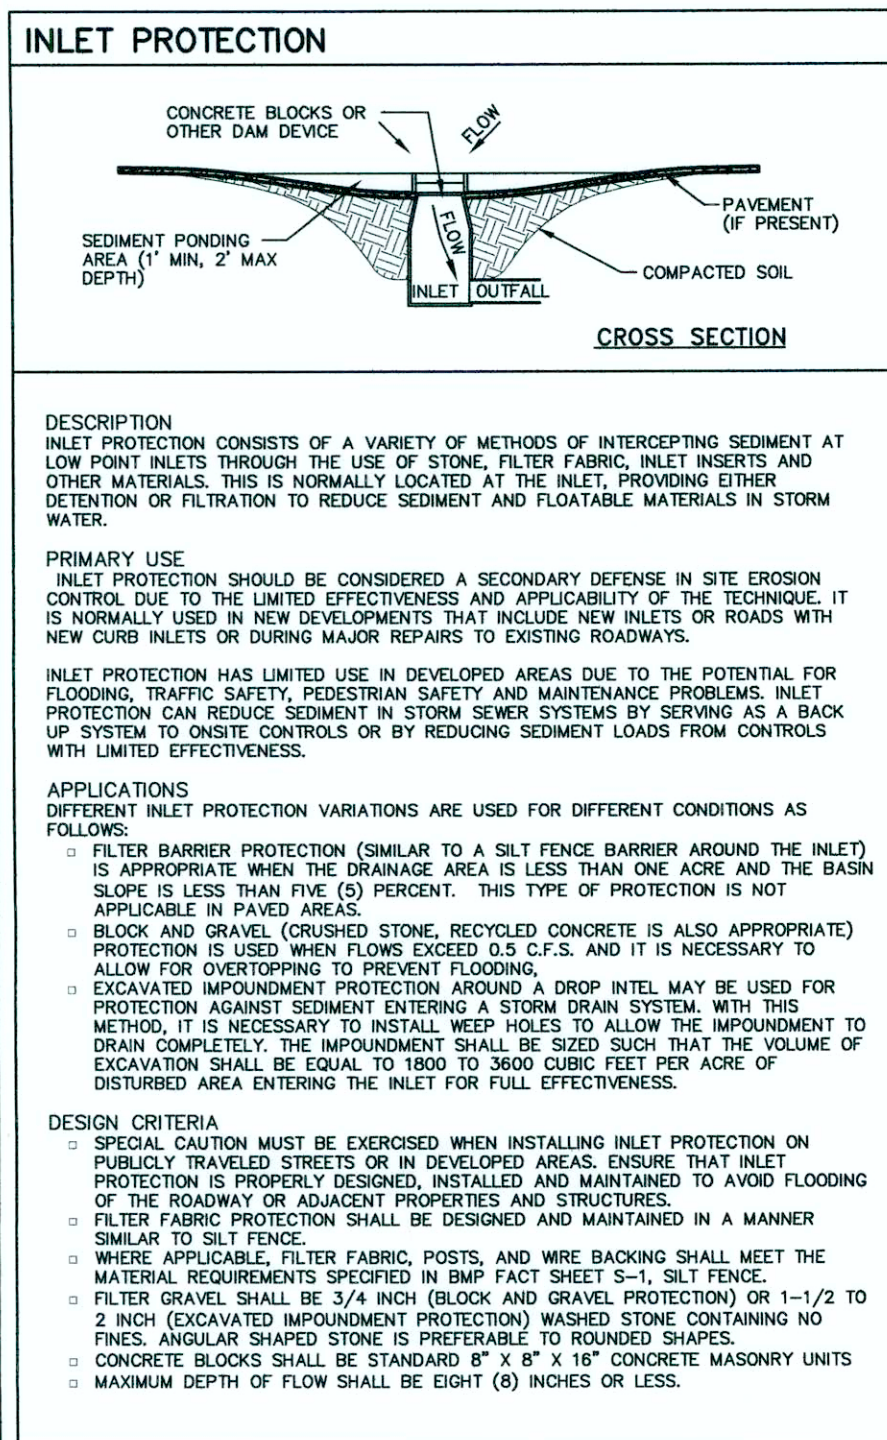 INLET PROTECTION
CONCRETE BLOCKS OR
OTHER DAM DEVICE
FLOW
SEDIMENT PONDING
AREA (1' MIN, 2' MAX
DEPTH)
FLOW
PAVEMENT
(IF PRESENT)
COMPACTED SOIL
INLET
OUTFALL
CROSS SECTION
DESCRIPTION
INLET PROTECTION CONSISTS OF A VARIETY OF METHODS OF INTERCEPTING SEDIMENT AT
LOW POINT INLETS THROUGH THE USE OF STONE, FILTER FABRIC, INLET INSERTS AND
OTHER MATERIALS. THIS IS NORMALLY LOCATED AT THE INLET, PROVIDING EITHER
DETENTION OR FILTRATION TO REDUCE SEDIMENT AND FLOATABLE MATERIALS IN STORM
WATER.
PRIMARY USE
INLET PROTECTION SHOULD BE CONSIDERED A SECONDARY DEFENSE IN SITE EROSION
CONTROL DUE TO THE LIMITED EFFECTIVENESS AND APPLICABILITY OF THE TECHNIQUE. IT
IS NORMALLY USED IN NEW DEVELOPMENTS THAT INCLUDE NEW INLETS OR ROADS WITH
NEW CURB INLETS OR DURING MAJOR REPAIRS TO EXISTING ROADWAYS.
INLET PROTECTION HAS LIMITED USE IN DEVELOPED AREAS DUE TO THE POTENTIAL FOR
FLOODING, TRAFFIC SAFETY, PEDESTRIAN SAFETY AND MAINTENANCE PROBLEMS. INLET
PROTECTION CAN REDUCE SEDIMENT IN STORM SEWER SYSTEMS BY SERVING AS A BACK
UP SYSTEM TO ONSITE CONTROLS OR BY REDUCING SEDIMENT LOADS FROM CONTROLS
WITH LIMITED EFFECTIVENESS.
APPLICATIONS
DIFFERENT INLET PROTECTION VARIATIONS ARE USED FOR DIFFERENT CONDITIONS AS
FOLLOWS:
□ FILTER BARRIER PROTECTION (SIMILAR TO A SILT FENCE BARRIER AROUND THE INLET)
IS APPROPRIATE WHEN THE DRAINAGE AREA IS LESS THAN ONE ACRE AND THE BASIN
SLOPE IS LESS THAN FIVE (5) PERCENT. THIS TYPE OF PROTECTION IS NOT
APPLICABLE IN PAVED AREAS.
□ BLOCK AND GRAVEL (CRUSHED STONE, RECYCLED CONCRETE IS ALSO APPROPRIATE)
PROTECTION IS USED WHEN FLOWS EXCEED 0.5 C.F.S. AND IT IS NECESSARY TO
ALLOW FOR OVERTOPPING TO PREVENT FLOODING,
□ EXCAVATED IMPOUNDMENT PROTECTION AROUND A DROP INTEL MAY BE USED FOR
PROTECTION AGAINST SEDIMENT ENTERING A STORM DRAIN SYSTEM. WITH THIS
METHOD, IT IS NECESSARY TO INSTALL WEEP HOLES TO ALLOW THE IMPOUNDMENT TO
DRAIN COMPLETELY. THE IMPOUNDMENT SHALL BE SIZED SUCH THAT THE VOLUME OF
EXCAVATION SHALL BE EQUAL TO 1800 TO 3600 CUBIC FEET PER ACRE OF
DISTURBED AREA ENTERING THE INLET FOR FULL EFFECTIVENESS.
DESIGN CRITERIA
□ SPECIAL CAUTION MUST BE EXERCISED WHEN INSTALLING INLET PROTECTION ON
PUBLICLY TRAVELED STREETS OR IN DEVELOPED AREAS. ENSURE THAT INLET
PROTECTION IS PROPERLY DESIGNED, INSTALLED AND MAINTAINED TO AVOID FLOODING
OF THE ROADWAY OR ADJACENT PROPERTIES AND STRUCTURES.
□ FILTER FABRIC PROTECTION SHALL BE DESIGNED AND MAINTAINED IN A MANNER
SIMILAR TO SILT FENCE.
□ WHERE APPLICABLE, FILTER FABRIC, POSTS, AND WIRE BACKING SHALL MEET THE
MATERIAL REQUIREMENTS SPECIFIED IN BMP FACT SHEET S-1, SILT FENCE.
□ FILTER GRAVEL SHALL BE 3/4 INCH (BLOCK AND GRAVEL PROTECTION) OR 1-1/2 TO
2 INCH (EXCAVATED IMPOUNDMENT PROTECTION) WASHED STONE CONTAINING NO
FINES. ANGULAR SHAPED STONE IS PREFERABLE TO ROUNDED SHAPES.
□ CONCRETE BLOCKS SHALL BE STANDARD 8" X 8" X 16" CONCRETE MASONRY UNITS
□ MAXIMUM DEPTH OF FLOW SHALL BE EIGHT (8) INCHES OR LESS.